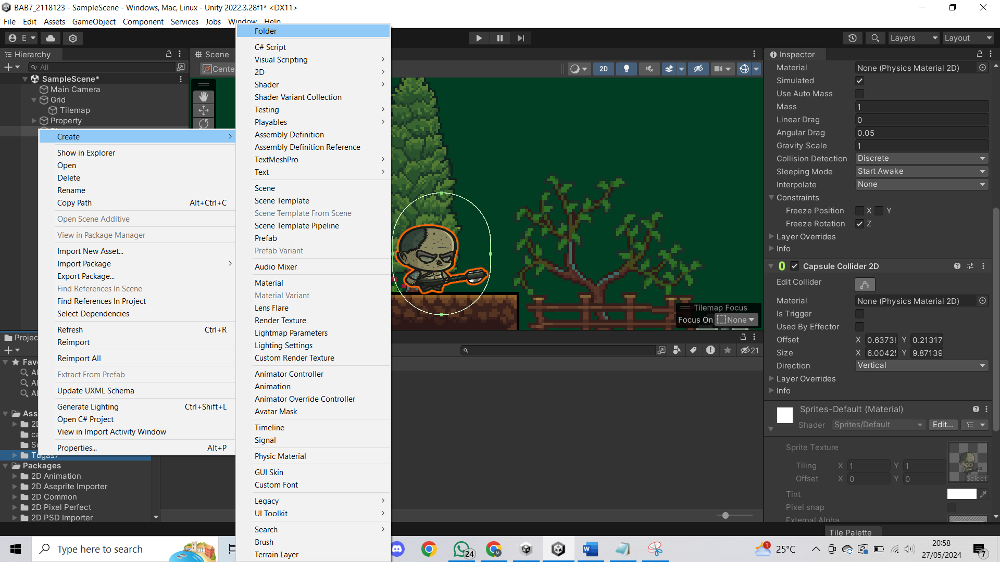 BAB7_2118123 - SampleScene - Windows, Mac, Linux - Unity 2022.3.28f1* <DX11>
File Edit Assets GameObject Component Services Jobs Window Help
E
Layers
Layout
Hierarchy
All
SampleScene*
Main Camera
Grid
Tilemap
Property
Create
Show in Explorer
Open
Delete
Rename
Copy Path Alt+Ctrl+C
Open Scene Additive
View in Package Manager
Import New Asset...
Import Package
Export Package...
Find References In Scene
Find References In Project
Select Dependencies
Refresh Ctrl+R
Reimport
Reimport All
Extract From Prefab
Update UXML Schema
Generate Lighting Ctrl+Shift+L
Open C# Project
View in Import Activity Window
Properties... Alt+P
Folder
C# Script
Visual Scripting
2D
Shader
Shader Variant Collection
Testing
Playables
Assembly Definition
Assembly Definition Reference
TextMeshPro
Text
Scene
Scene Template
Scene Template From Scene
Scene Template Pipeline
Prefab
Prefab Variant
Audio Mixer
Material
Material Variant
Lens Flare
Render Texture
Lightmap Parameters
Lighting Settings
Custom Render Texture
Animator Controller
Animation
Animator Override Controller
Avatar Mask
Timeline
Signal
Physic Material
GUI Skin
Custom Font
Legacy
UI Toolkit
Search
Brush
Terrain Layer
Scene
Cente
2D
Tilemap Focus
Focus On None
21
Projec
Fav
Al
Al
Al
Ass
2D
ca
Sc
Tugas7
Packages
2D Animation
2D Aseprite Importer
2D Common
2D Pixel Perfect
2D PSD Importer
Inspector
Material None (Physics Material 2D)
Simulated
Use Auto Mass
Mass 1
Linear Drag 0
Angular Drag 0.05
Gravity Scale 1
Collision Detection Discrete
Sleeping Mode Start Awake
Interpolate None
Constraints
Freeze Position X Y
Freeze Rotation Z
Layer Overrides
Info
Capsule Collider 2D
Edit Collider
Material None (Physics Material 2D)
Is Trigger
Used By Effector
Offset X 0.6373 Y 0.21317
Size X 6.0042 Y 9.87139
Direction Vertical
Layer Overrides
Info
Sprites-Default (Material)
Shader Sprites/Default Edit...
Sprite Texture
Tiling X 1 Y 1
Offset X 0 Y 0
Select
Tint
Pixel snap
External Alpha
Tile Palette
Type here to search
24
1
25°C
20:58
27/05/2024
7